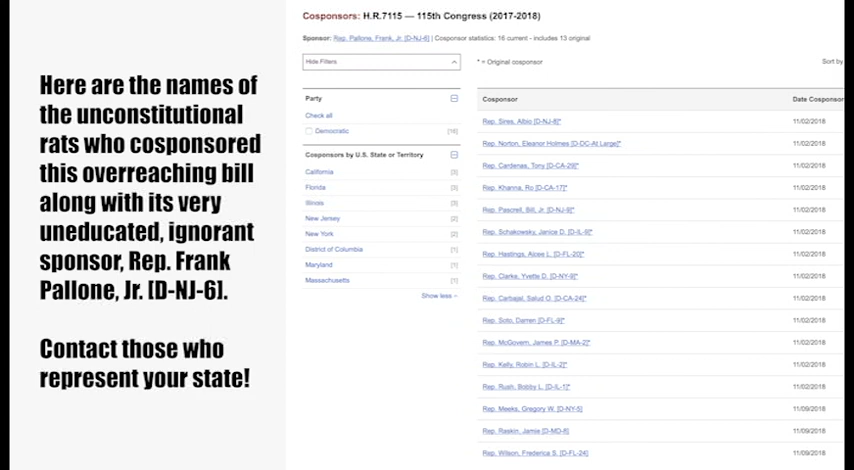 Here are the names of
the unconstitutional
rats who cosponsored
this overreaching bill
along with its very
uneducated, ignorant
sponsor, Rep. Frank
Pallone, Jr. [D-NJ-6].
Contact those who
represent your state!
Cosponsors: H.R.7115 — 115th Congress (2017-2018)
Sponsor: Rep. Pallone, Frank, Jr. [D-NJ-6] | Cosponsor statistics: 16 current - includes 13 original
Hide Filters
* = Original cosponsor
Sort by
Party
Check all
Democratic [16]
Cosponsors by U.S. State or Territory
California [3]
Florida [3]
Illinois [3]
New Jersey [2]
New York [2]
District of Columbia [1]
Maryland [1]
Massachusetts [1]
Show less
Cosponsor Date Cosponsor
Rep. Sires, Albio [D-NJ-8]* 11/02/2018
Rep. Norton, Eleanor Holmes [D-DC-At Large]* 11/02/2018
Rep. Cardenas, Tony [D-CA-29]* 11/02/2018
Rep. Khanna, Ro [D-CA-17]* 11/02/2018
Rep. Pascrell, Bill, Jr. [D-NJ-9]* 11/02/2018
Rep. Schakowsky, Janice D. [D-IL-9]* 11/02/2018
Rep. Hastings, Alcee L. [D-FL-20]* 11/02/2018
Rep. Clarke, Yvette D. [D-NY-9]* 11/02/2018
Rep. Carbajal, Salud O. [D-CA-24]* 11/02/2018
Rep. Soto, Darren [D-FL-9]* 11/02/2018
Rep. McGovern, James P. [D-MA-2]* 11/02/2018
Rep. Kelly, Robin L. [D-IL-2]* 11/02/2018
Rep. Rush, Bobby L. [D-IL-1]* 11/02/2018
Rep. Meeks, Gregory W. [D-NY-5] 11/09/2018
Rep. Raskin, Jamie [D-MD-8] 11/09/2018
Rep. Wilson, Frederica S. [D-FL-24] 11/09/2018